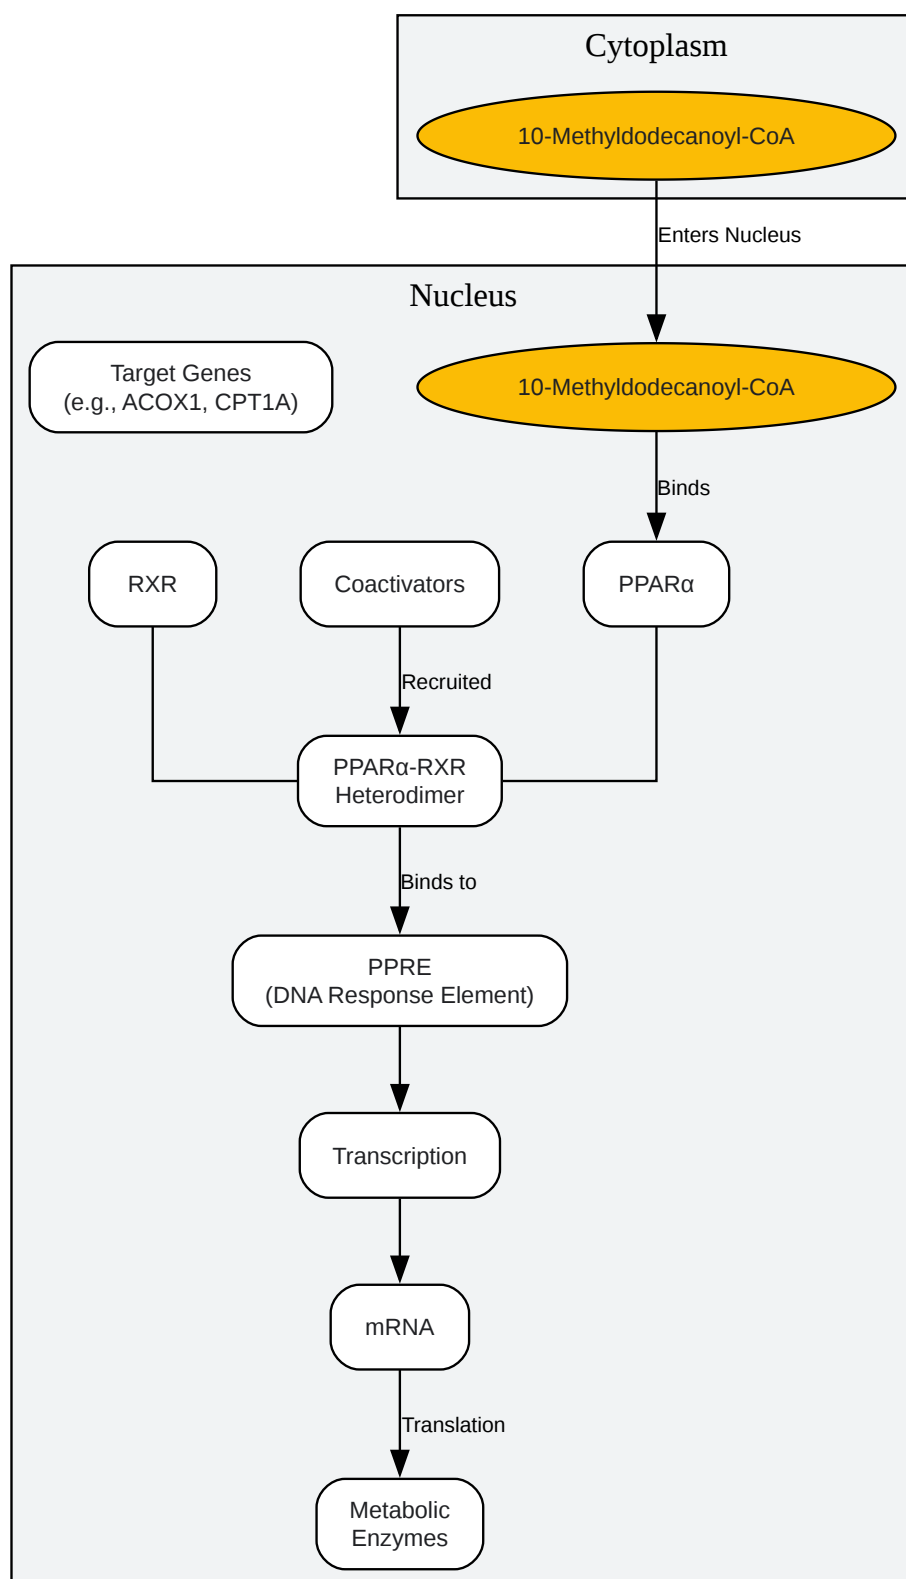 Cytoplasm
10-Methyldodecanoyl-CoA
Enters Nucleus
Nucleus
Target Genes
(e.g., ACOX1, CPT1A)
10-Methyldodecanoyl-CoA
Binds
RXR
Coactivators
PPARα
Recruited
PPARα-RXR
Heterodimer
Binds to
PPRE
(DNA Response Element)
Transcription
mRNA
Translation
Metabolic
Enzymes